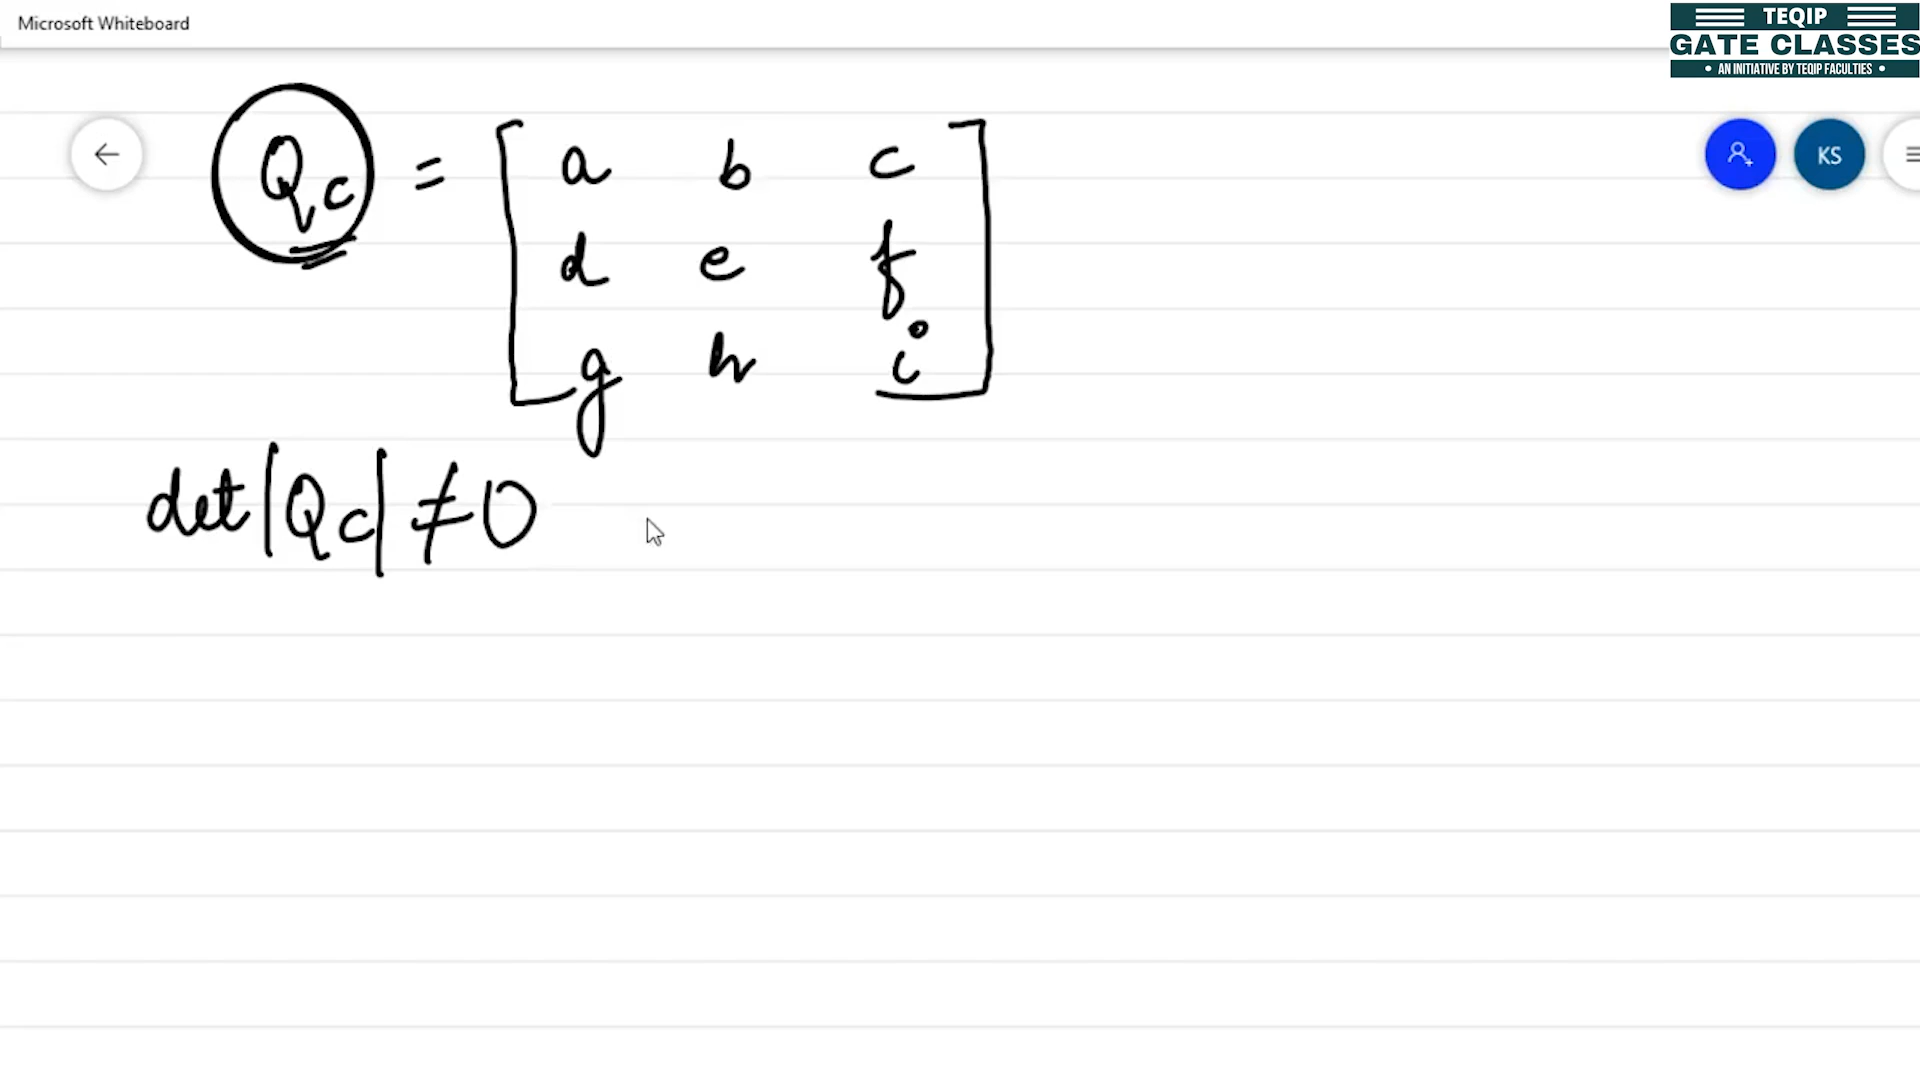 Microsoft Whiteboard
TEQIP
GATE CLASSES
• AN INITIATIVE BY TEQIP FACULTIES •
KS
Qc = [ a b c
d e f
g h i ]
det|Qc| ≠ 0